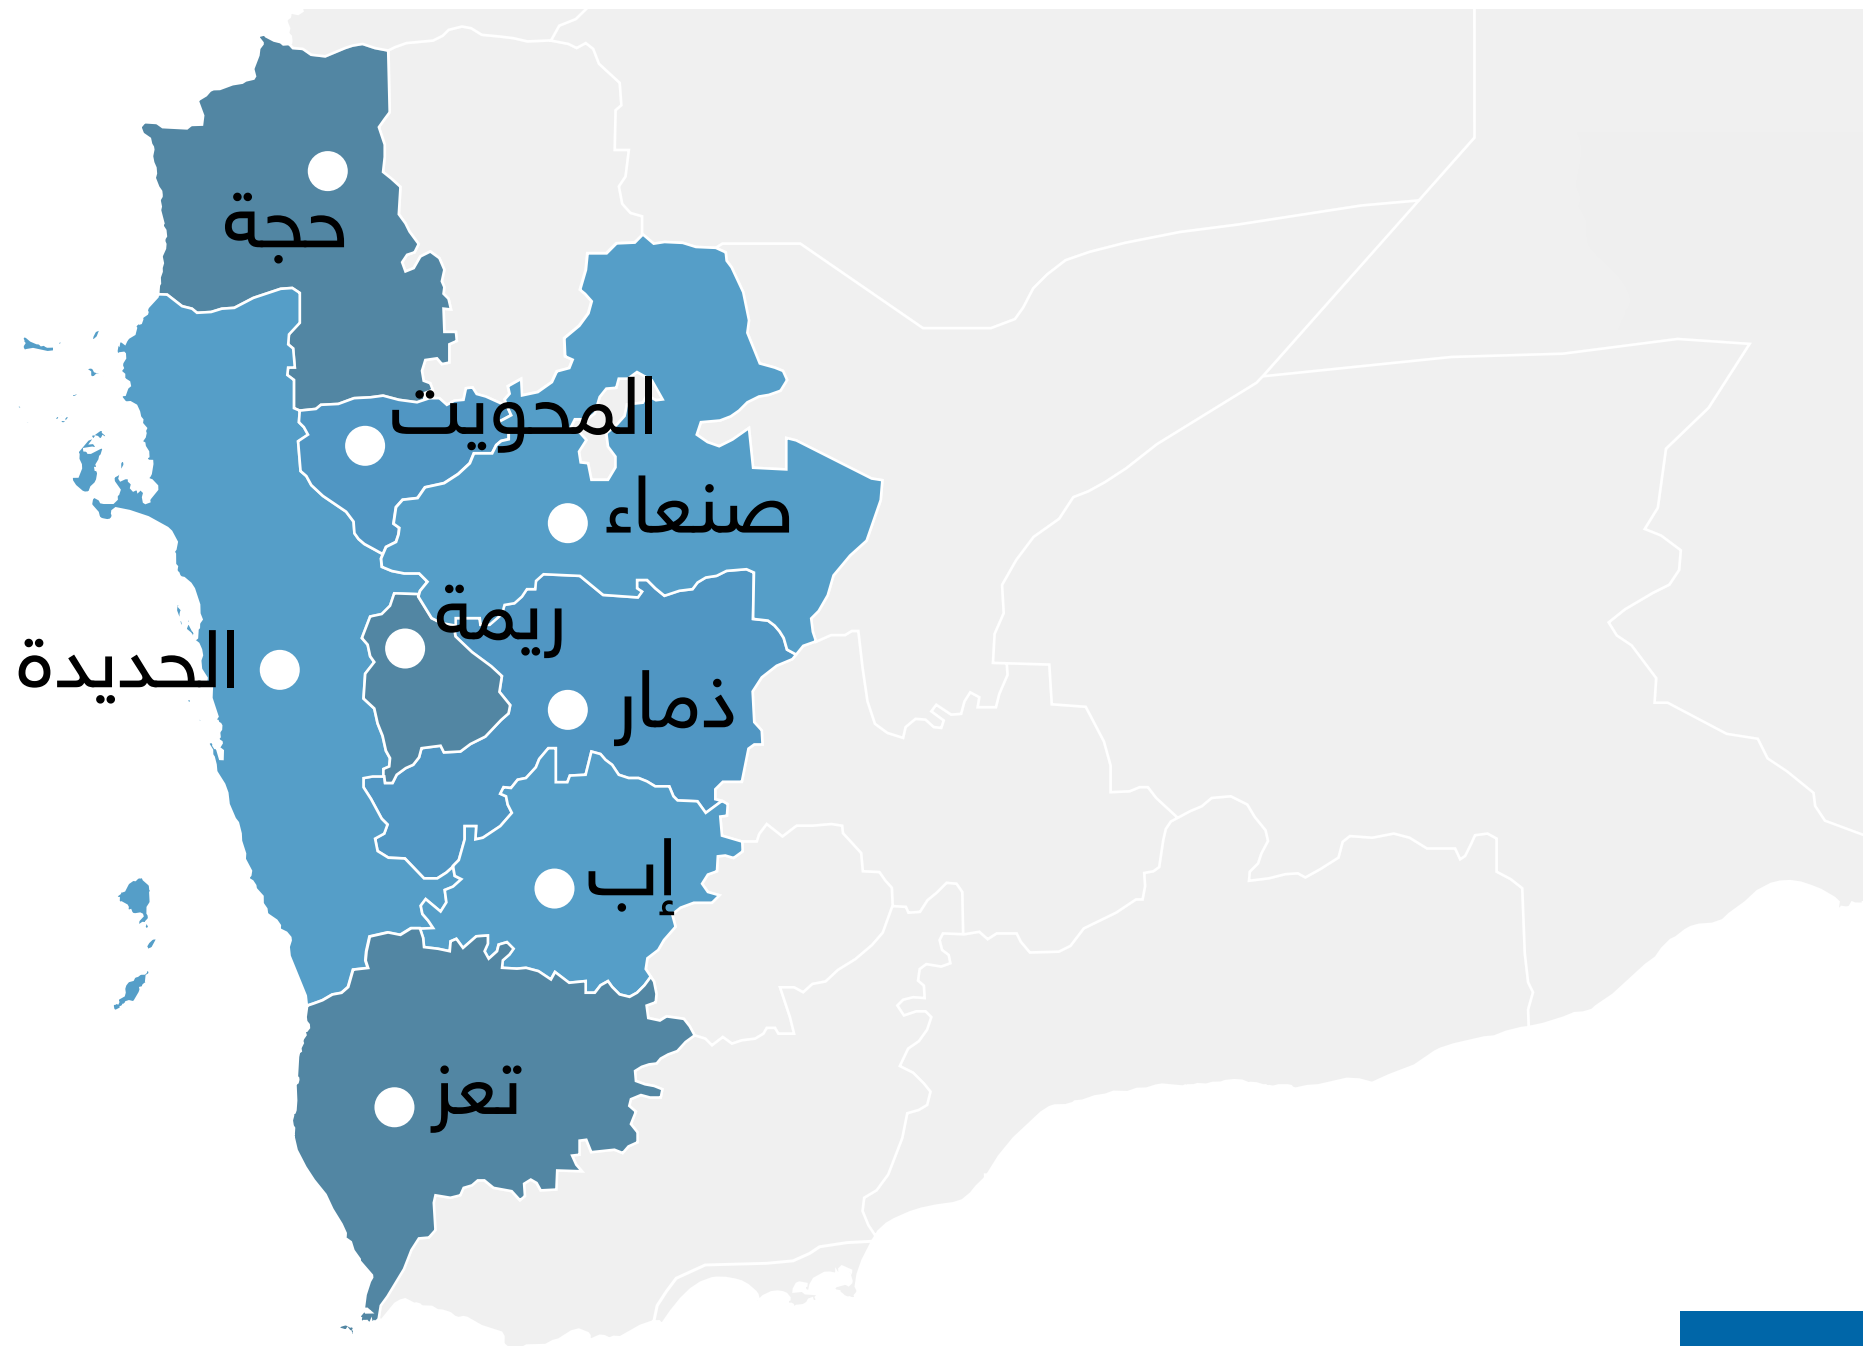 حجة
المحويت
صنعاء
ريمة
الحديدة
ذمار
إب
تعز